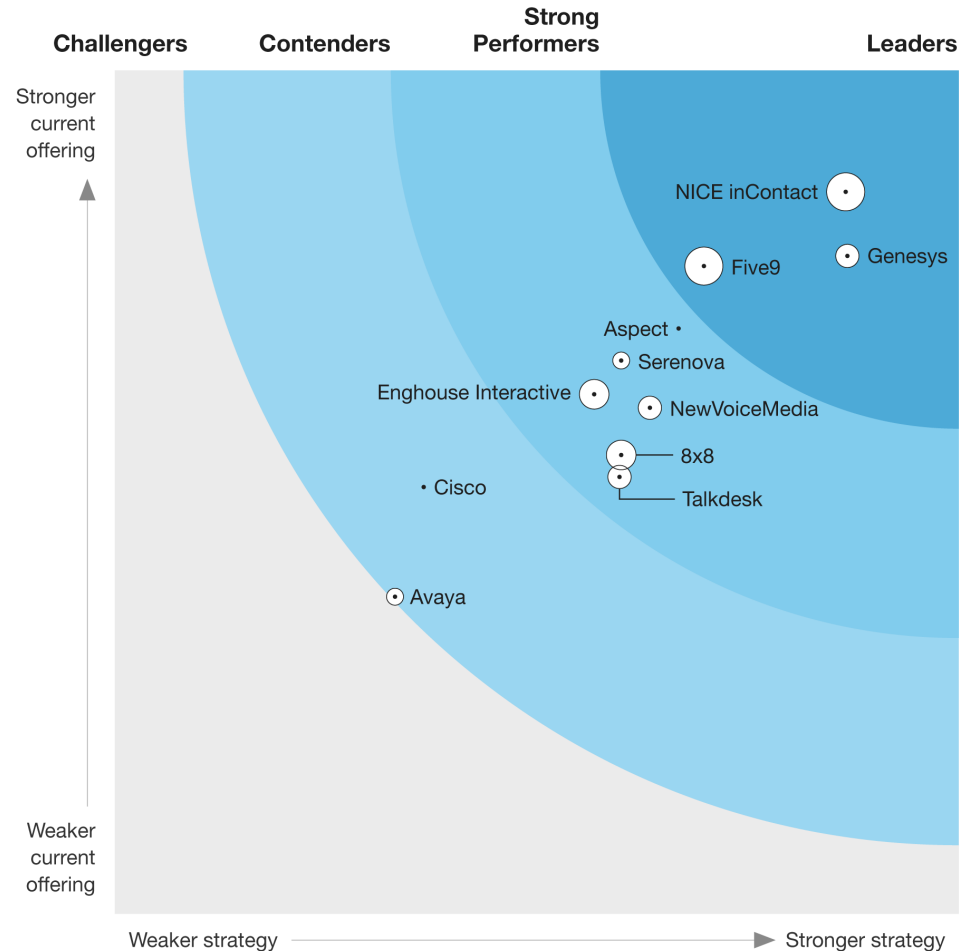 Challengers
Contenders
Strong
Performers
Leaders
Stronger
current
offering
NICE inContact
Genesys
Five9
Aspect
Serenova
Enghouse Interactive
NewVoiceMedia
8x8
Cisco
Talkdesk
Avaya
Weaker
current
offering
Weaker strategy
Stronger strategy